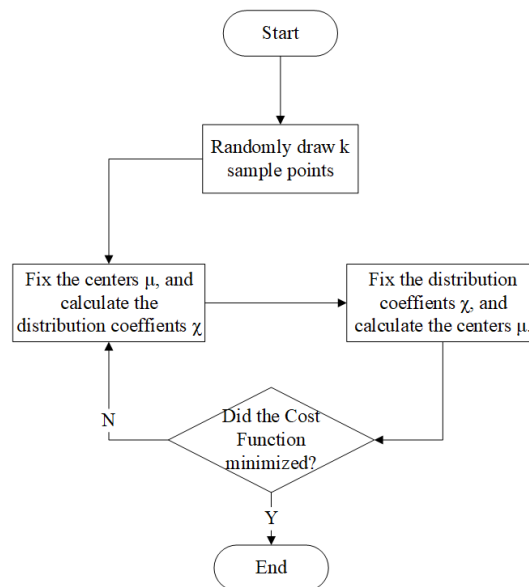 Start
Randomly draw k
sample points
Fix the centers μ, and
calculate the
distribution coeffients χ
Fix the distribution
coeffients χ, and
calculate the centers μ.
Did the Cost
Function
minimized?
N
Y
End